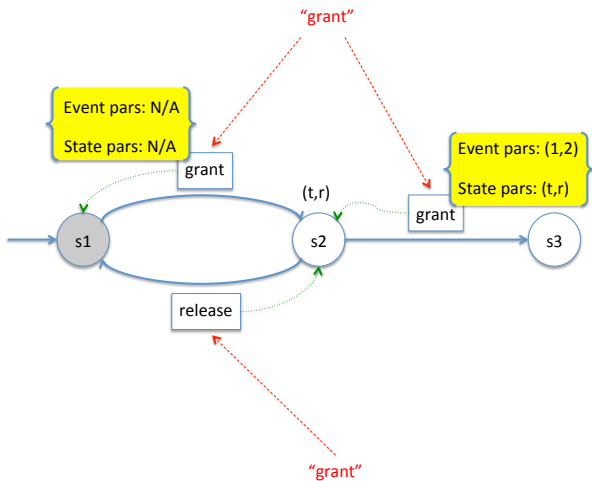 “grant”
Event pars: N/A
State pars: N/A
grant
Event pars: (1,2)
State pars: (t,r)
(t,r)
grant
s1
s2
s3
release
“grant”